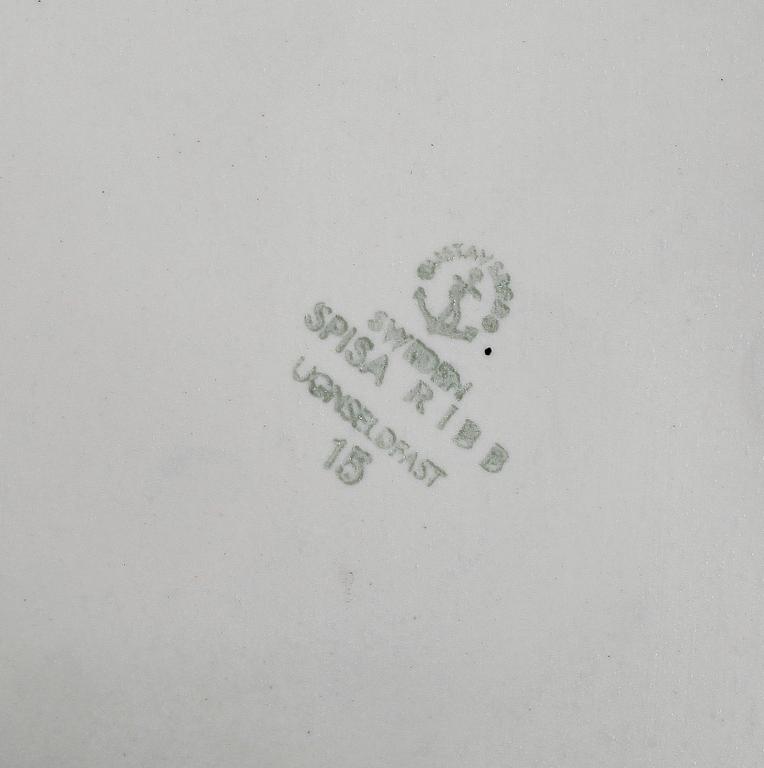 GUSTAVSBERG
SWEDEN
SPISA RIBB
UGNSELDFAST
15